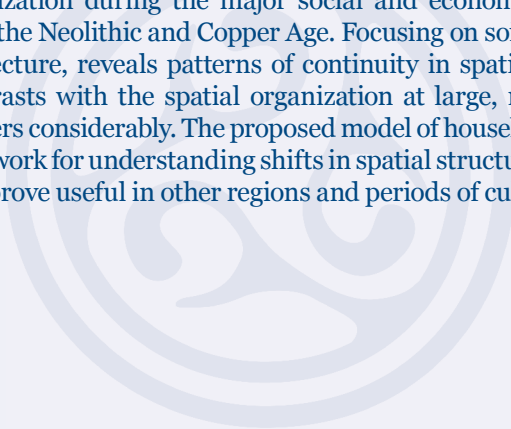 ization during the major social and econom
the Neolithic and Copper Age. Focusing on so
ecture, reveals patterns of continuity in spati
rasts with the spatial organization at large,
ers considerably. The proposed model of house
work for understanding shifts in spatial structu
prove useful in other regions and periods of cu